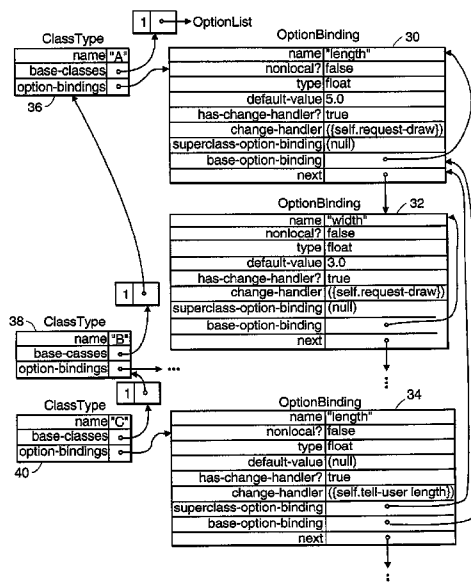 1
OptionList
ClassType
name "A"
base-classes
option-bindings
36
OptionBinding
30
name "length"
nonlocal? false
type float
default-value 5.0
has-change-handler? true
change-handler ({self.request-draw})
superclass-option-binding (null)
base-option-binding
next
OptionBinding
32
name "width"
nonlocal? false
type float
default-value 3.0
has-change-handler? true
change-handler ({self.request-draw})
superclass-option-binding (null)
base-option-binding
next
1
38
ClassType
name "B"
base-casses
option-bindings
1
ClassType
name "C"
base-classes
option-bindings
40
OptionBinding
34
name "length"
nonlocal? false
type float
default-value (null)
has-change-handler? true
change-handler ({self.tell-user length})
superclass-option-binding
base-option-binding
next